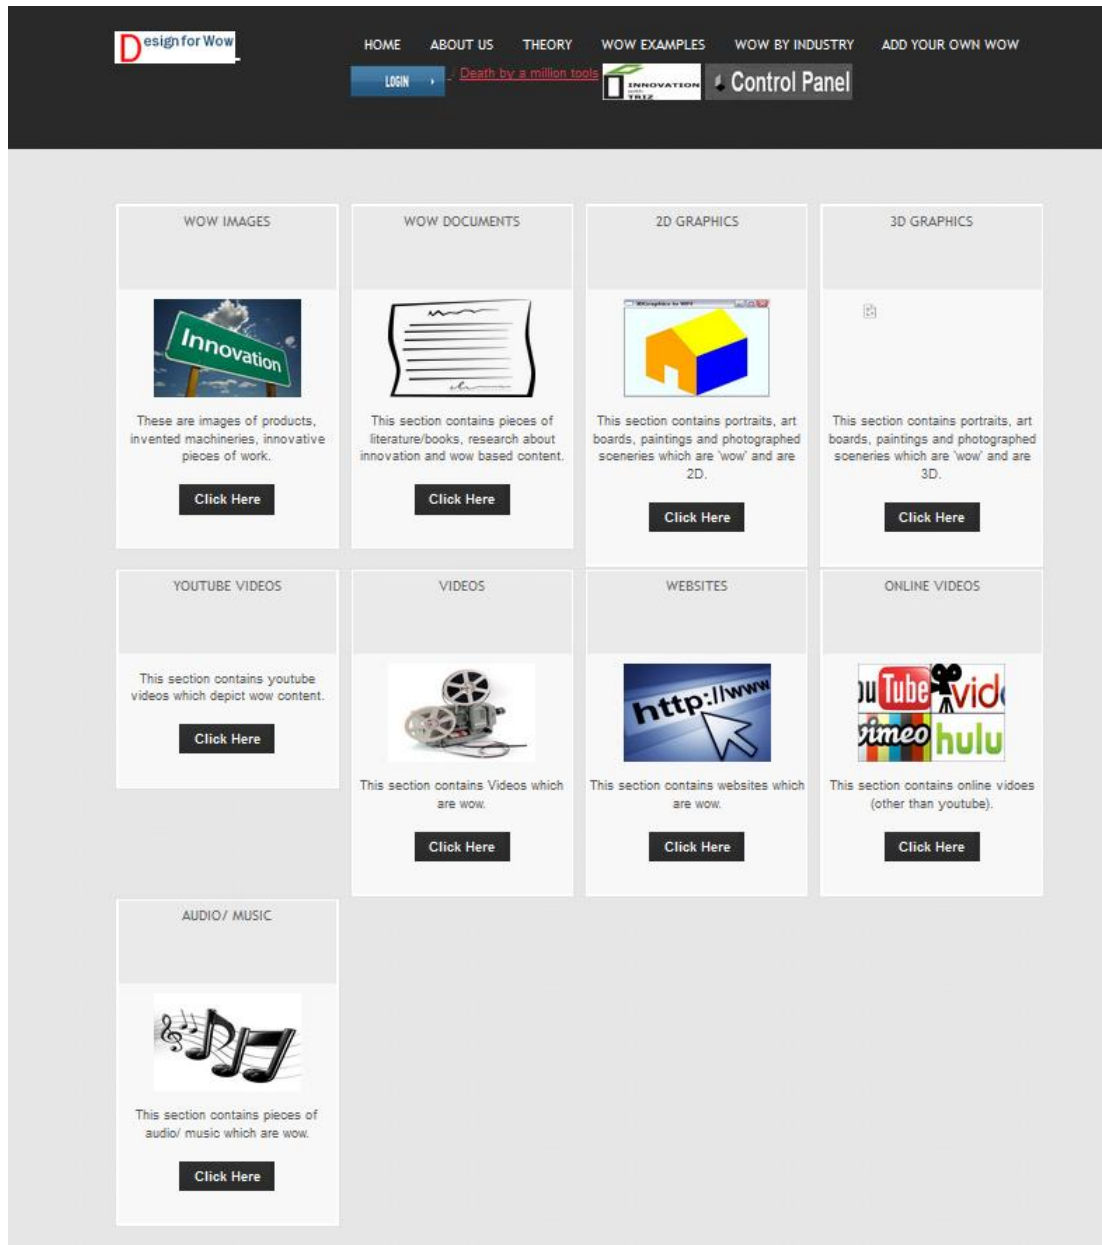 Design for Wow
HOME ABOUT US THEORY WOW EXAMPLES WOW BY INDUSTRY ADD YOUR OWN WOW
LOGIN › / Death by a million tools
INNOVATION
with
TRIZ
Control Panel
WOW IMAGES
Innovation
These are images of products,
invented machineries, innovative
pieces of work.
Click Here
WOW DOCUMENTS
This section contains pieces of
literature/books, research about
innovation and wow based content.
Click Here
2D GRAPHICS
This section contains portraits, art
boards, paintings and photographed
sceneries which are 'wow' and are
2D.
Click Here
3D GRAPHICS
This section contains portraits, art
boards, paintings and photographed
sceneries which are 'wow' and are
3D.
Click Here
YOUTUBE VIDEOS
This section contains youtube
videos which depict wow content.
Click Here
VIDEOS
This section contains Videos which
are wow.
Click Here
WEBSITES
http://www
This section contains websites which
are wow.
Click Here
ONLINE VIDEOS
ouTube vide
vimeo hulu
This section contains online vidoes
(other than youtube).
Click Here
AUDIO/ MUSIC
This section contains pieces of
audio/ music which are wow.
Click Here